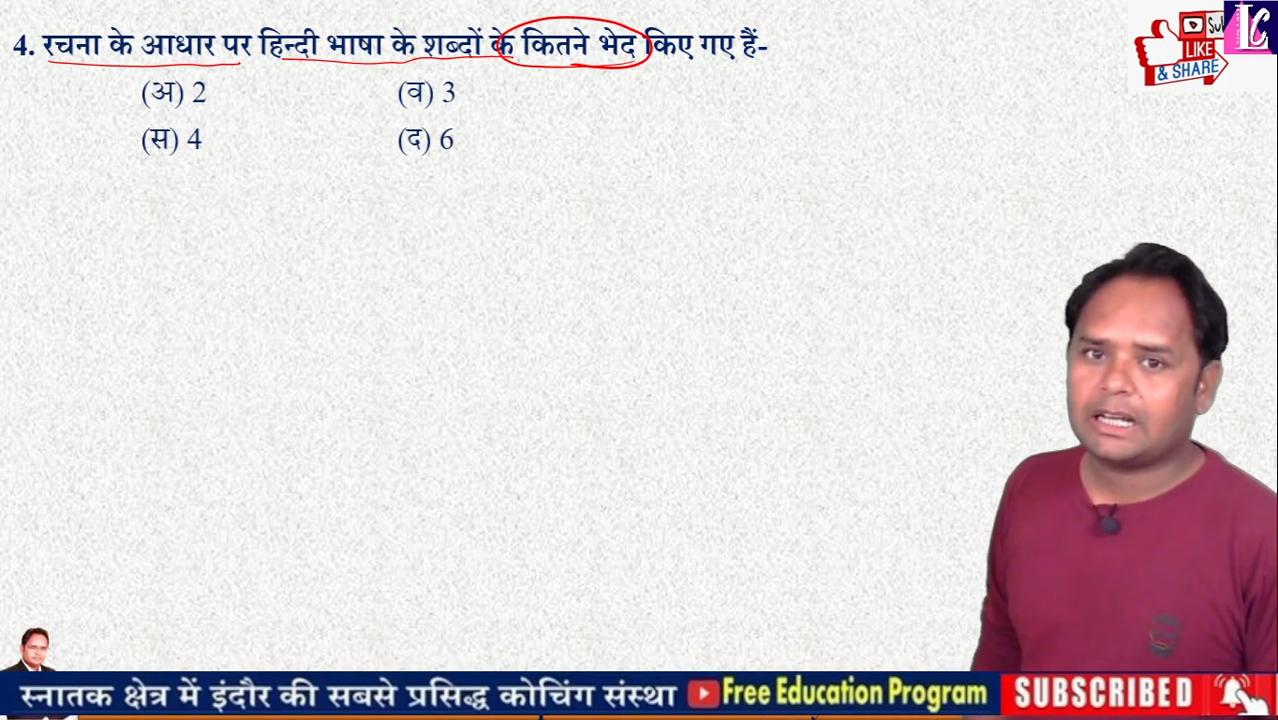 4. रचना के आधार पर हिन्दी भाषा के शब्दों के कितने भेद किए गए हैं-
(अ) 2 (व) 3
(स) 4 (द) 6
LIKE
& SHARE
LC
स्नातक क्षेत्र में इंदौर की सबसे प्रसिद्ध कोचिंग संस्था Free Education Program SUBSCRIBED